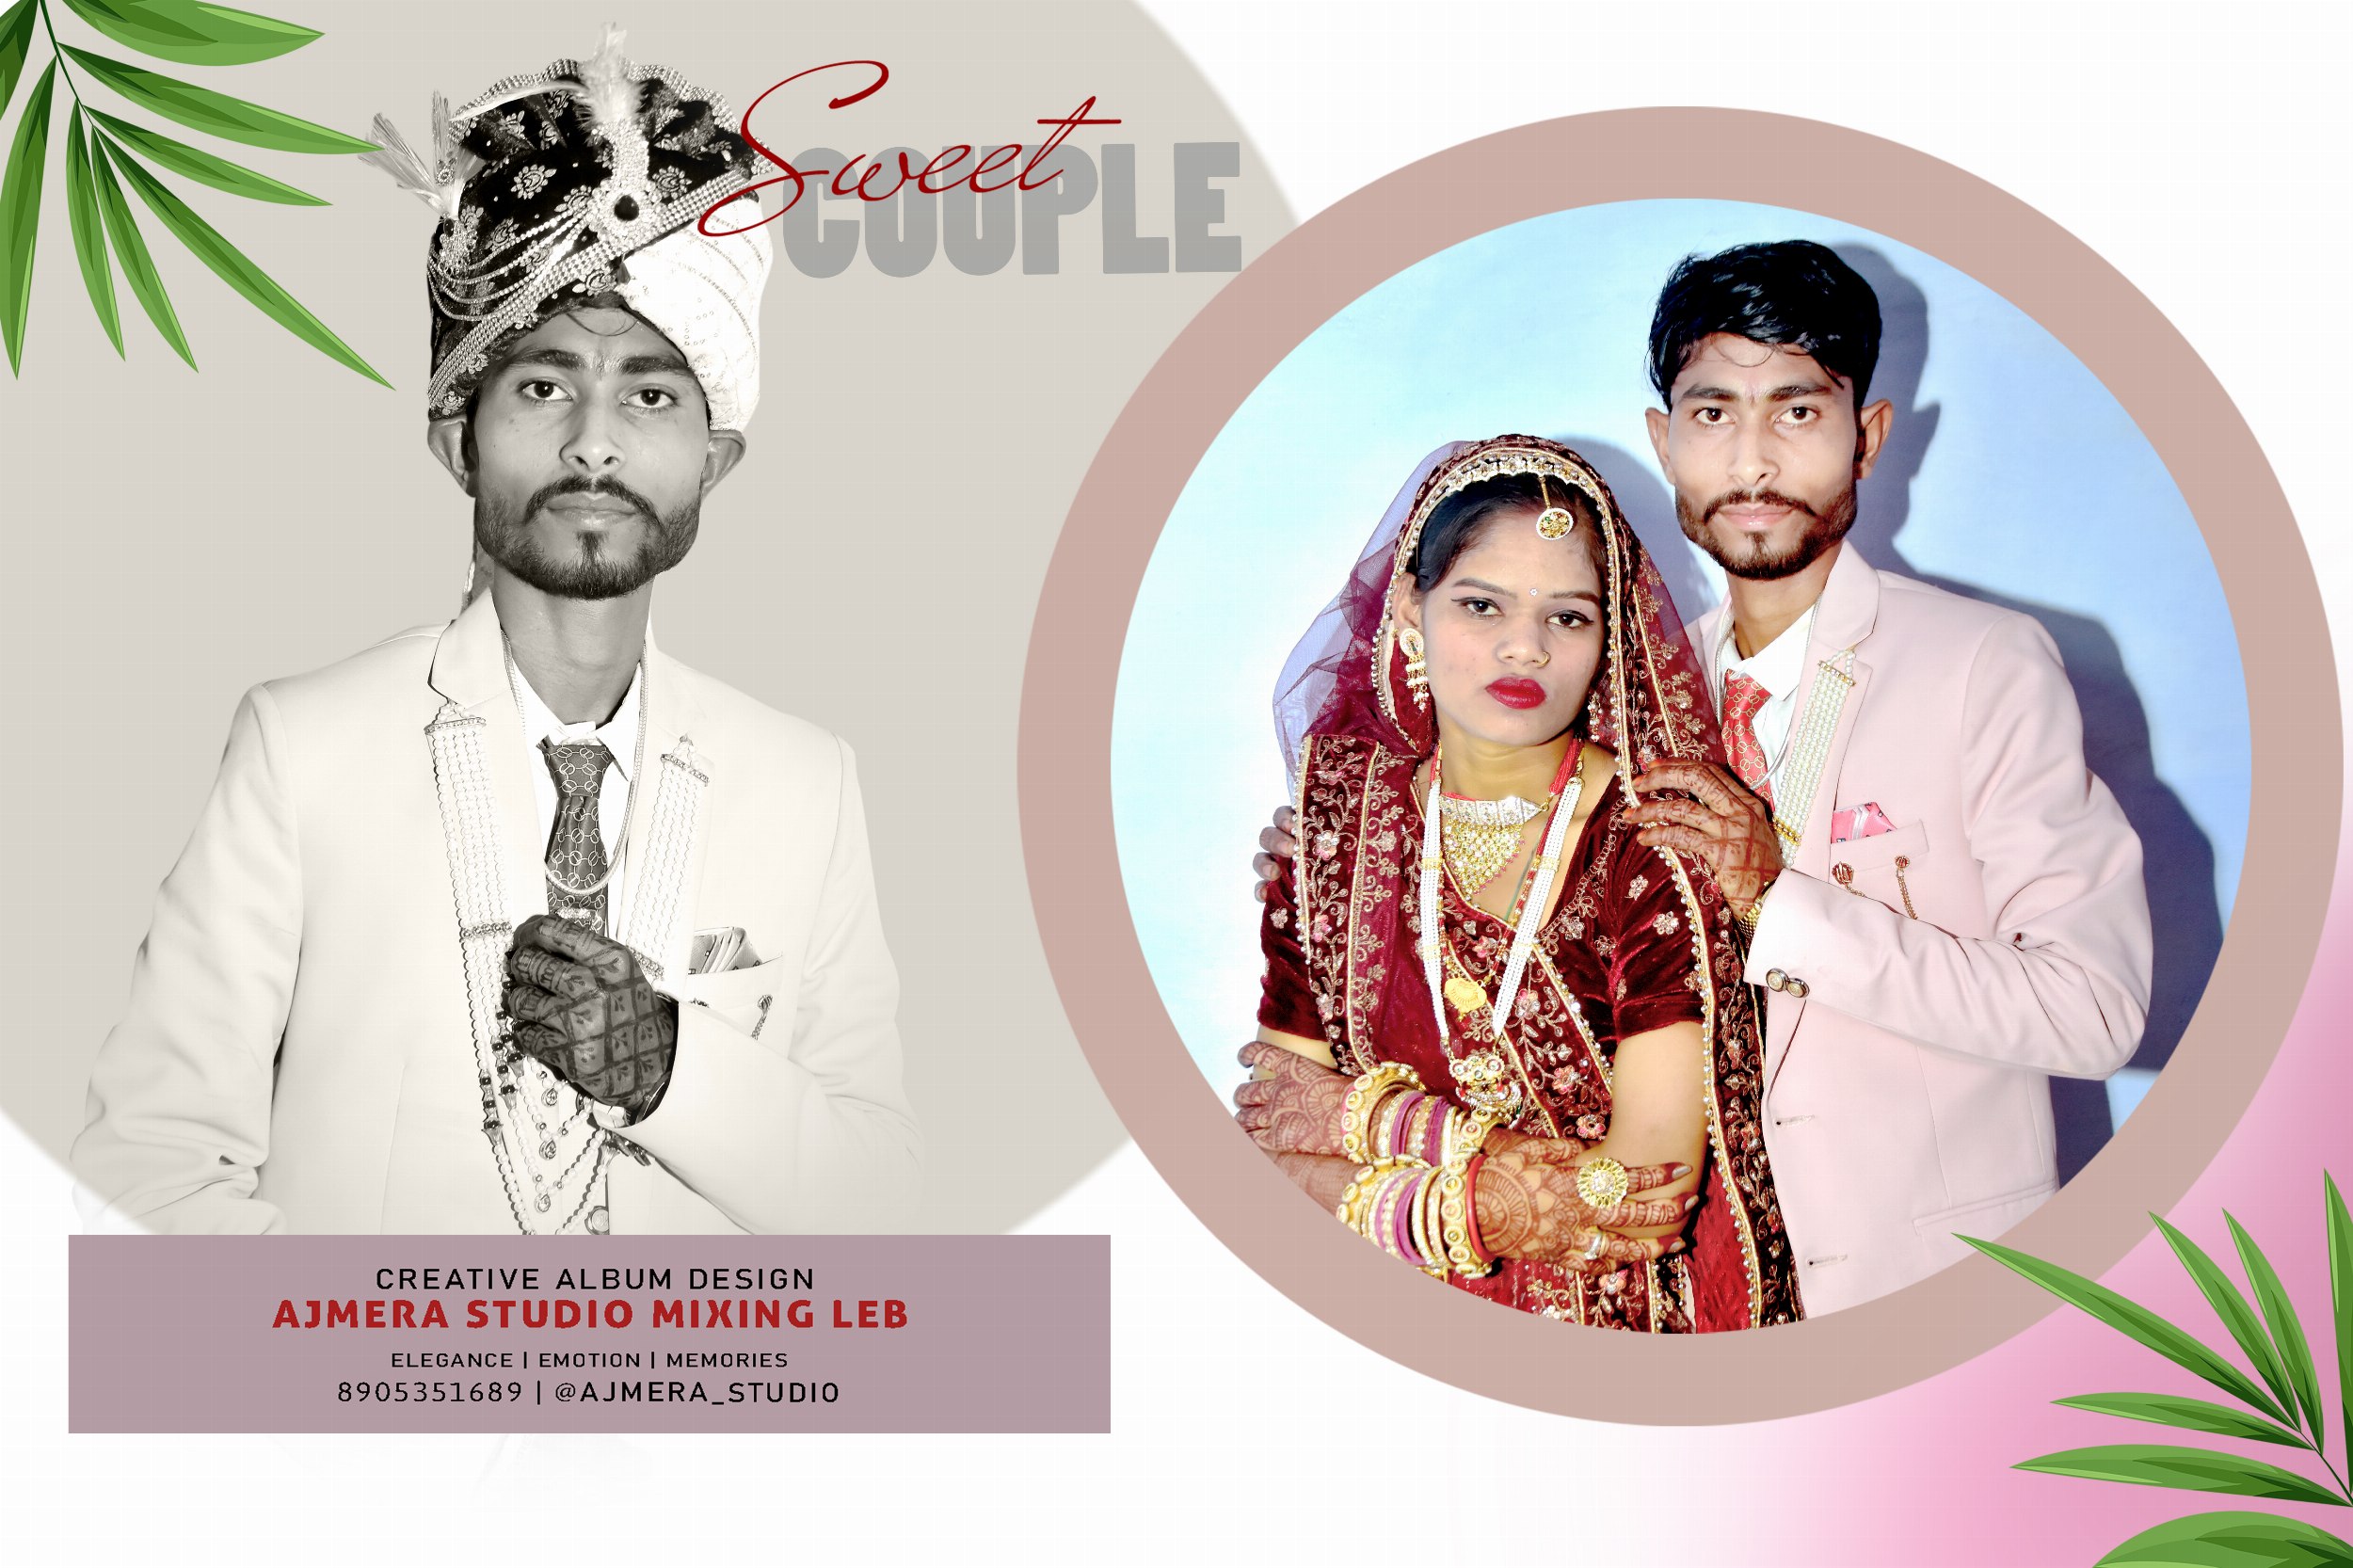 Sweet
COUPLE
CREATIVE ALBUM DESIGN
AJMERA STUDIO MIXING LEB
ELEGANCE | EMOTION | MEMORIES
8905351689 | @AJMERA_STUDIO